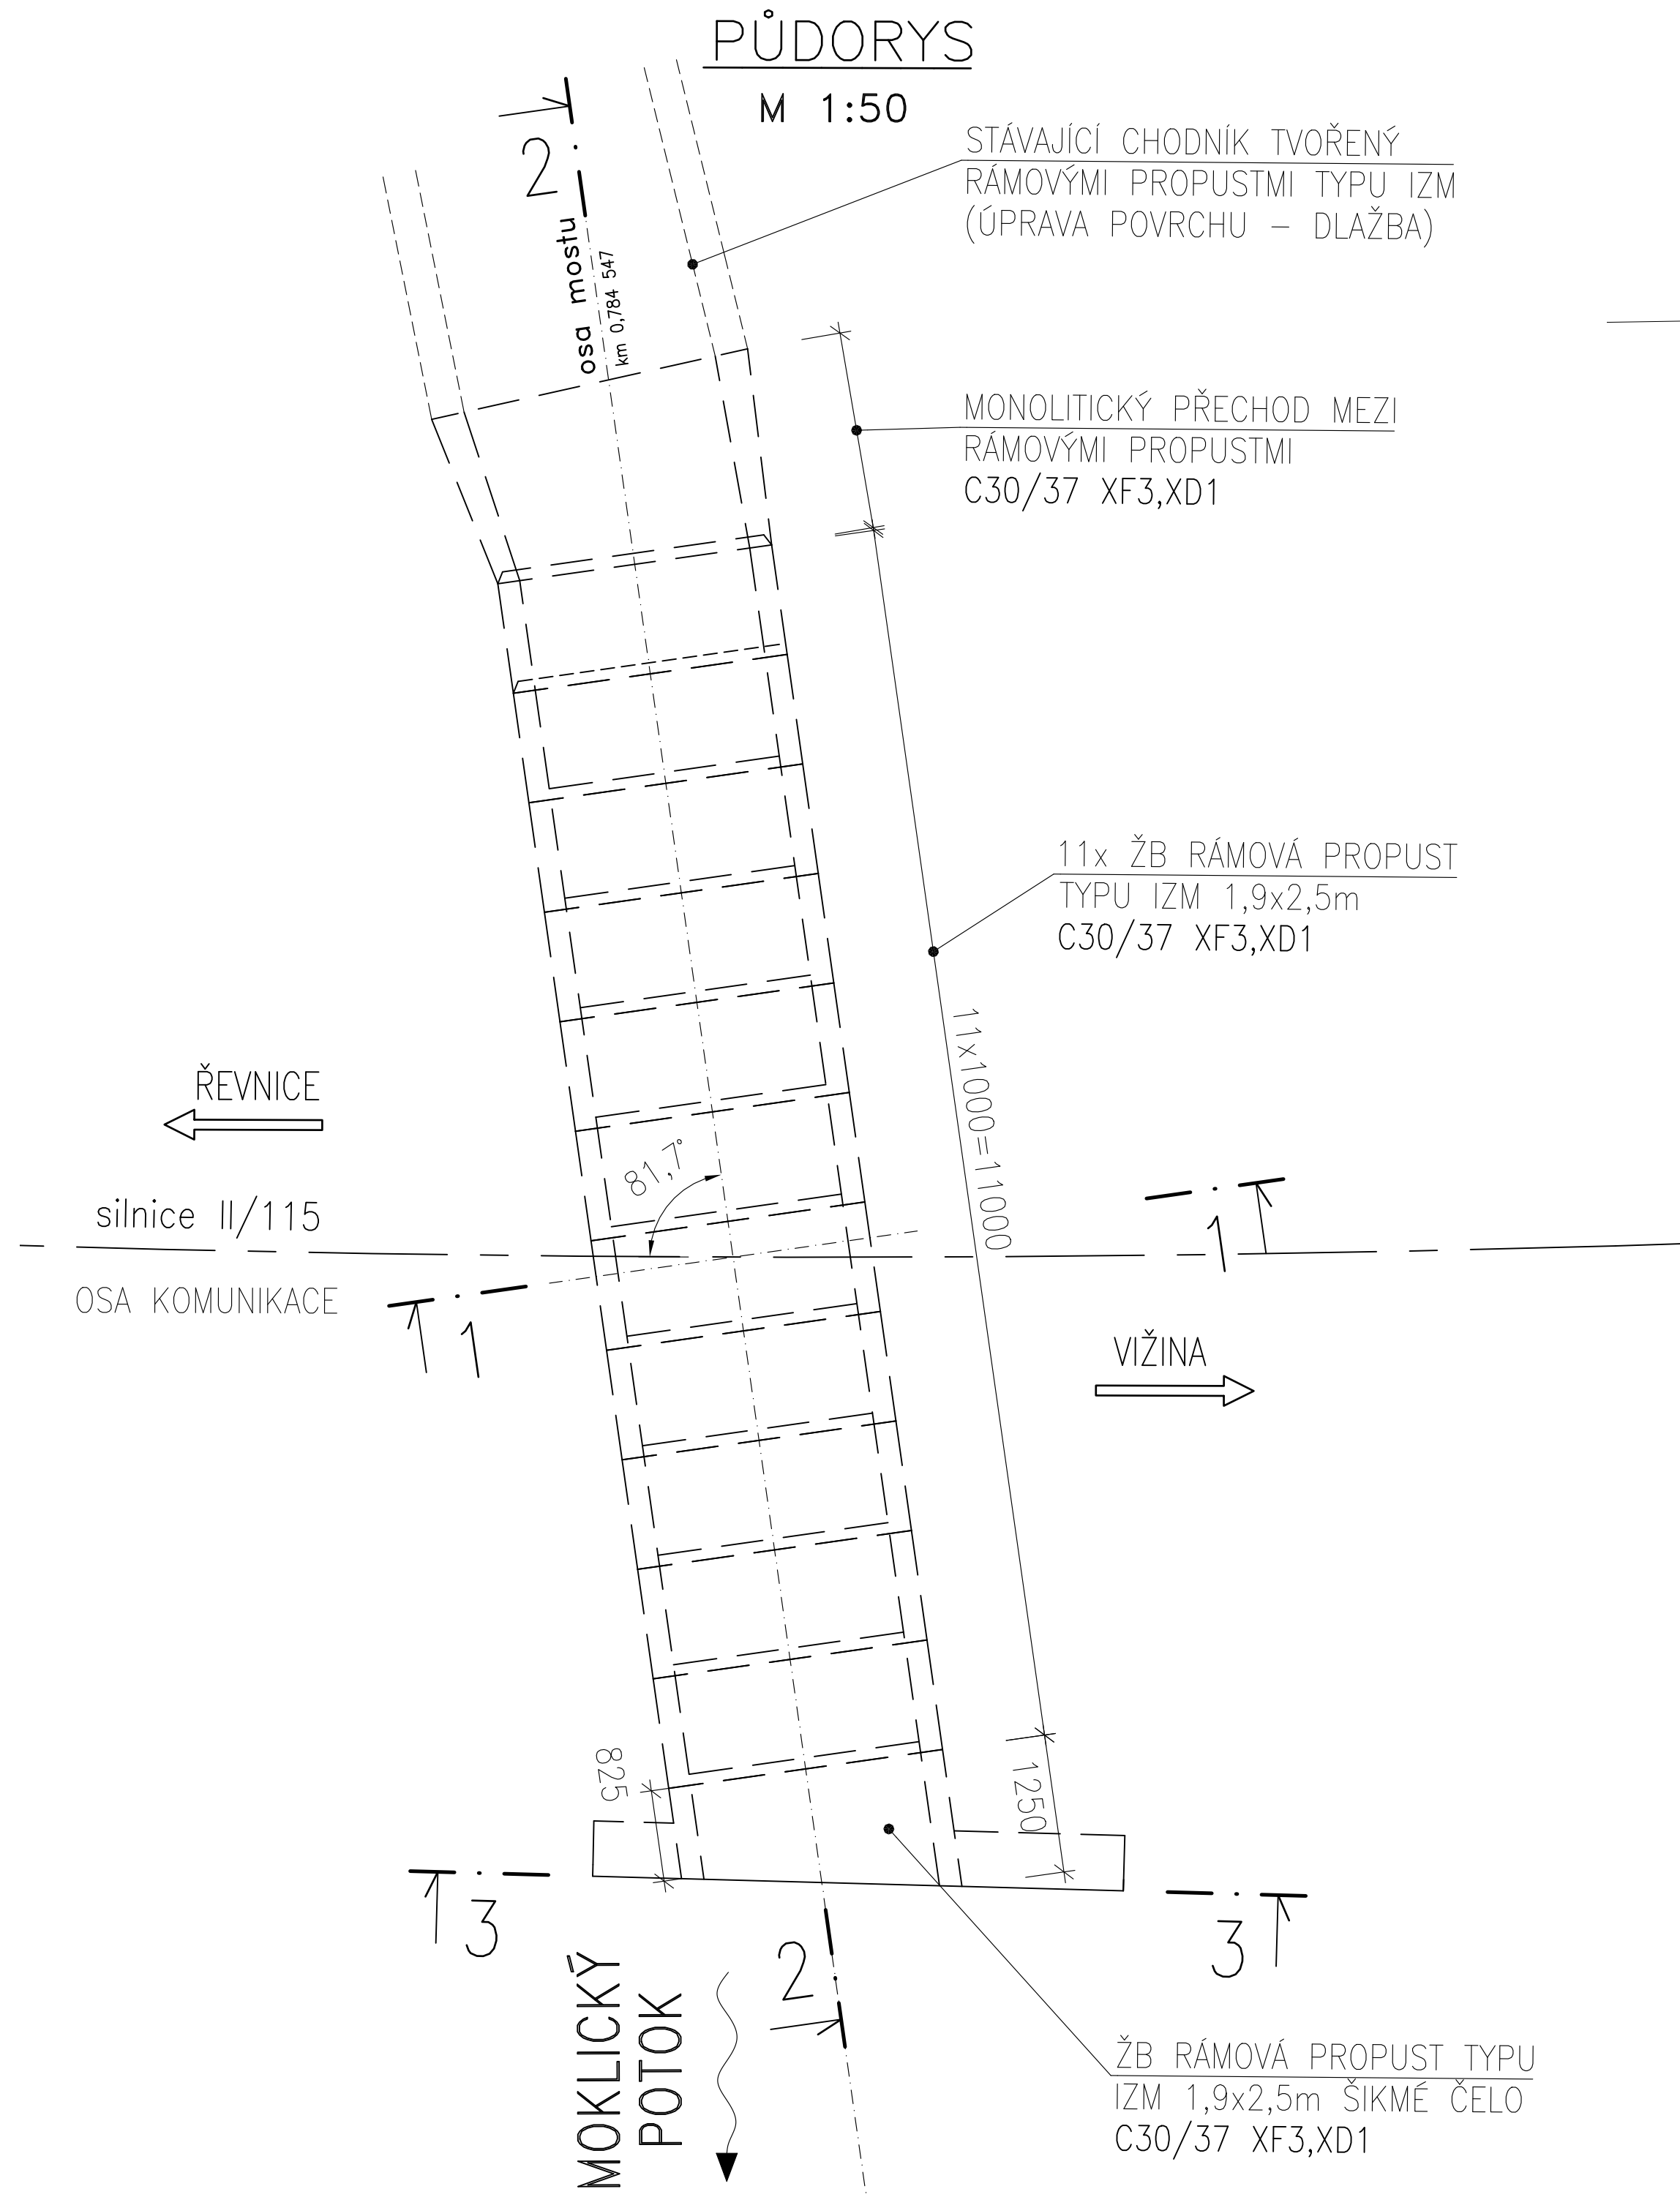 PŮDORYS
M 1:50
2
osa mostu
km 0,784 547
STÁVAJÍCÍ CHODNÍK TVOŘENÝ
RÁMOVÝMI PROPUSTMI TYPU IZM
(ÚPRAVA POVRCHU – DLAŽBA)
MONOLITICKÝ PŘECHOD MEZI
RÁMOVÝMI PROPUSTMI
C30/37 XF3,XD1
11x ŽB RÁMOVÁ PROPUST
TYPU IZM 1,9x2,5m
C30/37 XF3,XD1
11x1000=11000
ŘEVNICE
81,7°
silnice II/115
1
OSA KOMUNIKACE
1
VIŽINA
825
1250
3
3
MOKLICKÝ
POTOK
2
ŽB RÁMOVÁ PROPUST TYPU
IZM 1,9x2,5m ŠIKMÉ ČELO
C30/37 XF3,XD1